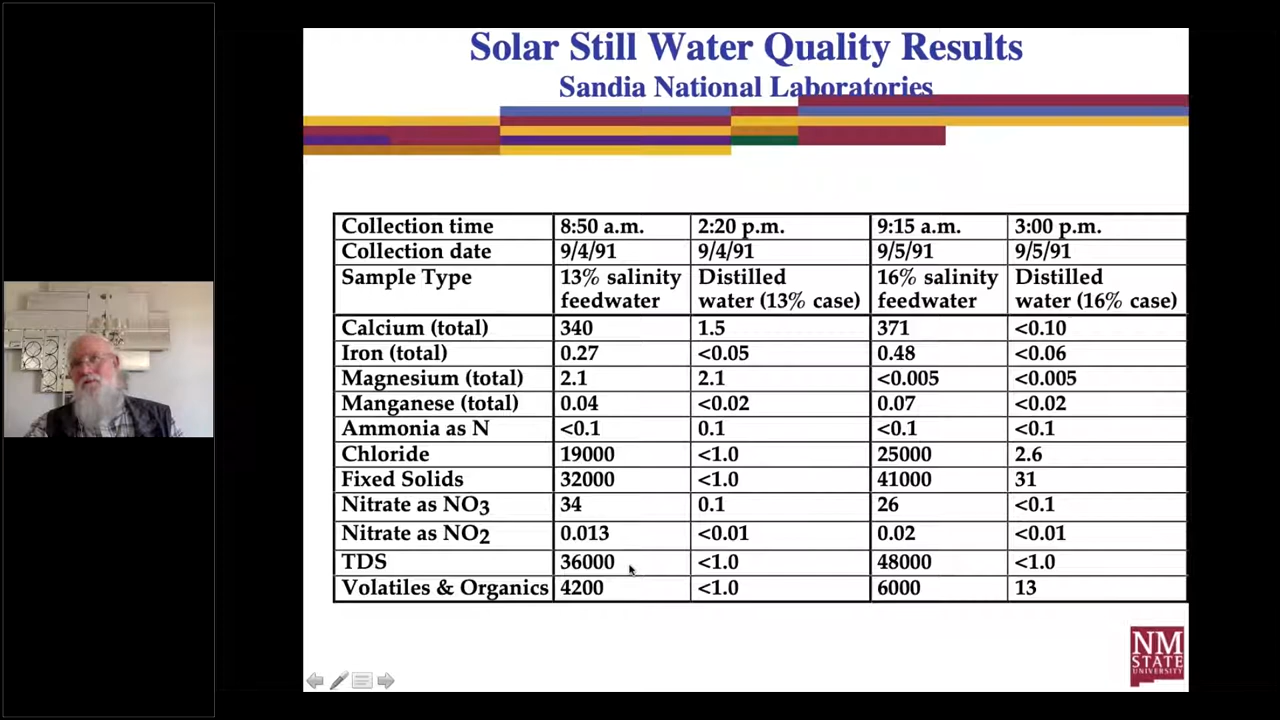 Solar Still Water Quality Results
Sandia National Laboratories
Collection time 8:50 a.m. 2:20 p.m. 9:15 a.m. 3:00 p.m.
Collection date 9/4/91 9/4/91 9/5/91 9/5/91
Sample Type 13% salinity feedwater Distilled water (13% case) 16% salinity feedwater Distilled water (16% case)
Calcium (total) 340 1.5 371 <0.10
Iron (total) 0.27 <0.05 0.48 <0.06
Magnesium (total) 2.1 2.1 <0.005 <0.005
Manganese (total) 0.04 <0.02 0.07 <0.02
Ammonia as N <0.1 0.1 <0.1 <0.1
Chloride 19000 <1.0 25000 2.6
Fixed Solids 32000 <1.0 41000 31
Nitrate as NO3 34 0.1 26 <0.1
Nitrate as NO2 0.013 <0.01 0.02 <0.01
TDS 36000 <1.0 48000 <1.0
Volatiles & Organics 4200 <1.0 6000 13
NM
STATE
UNIVERSITY